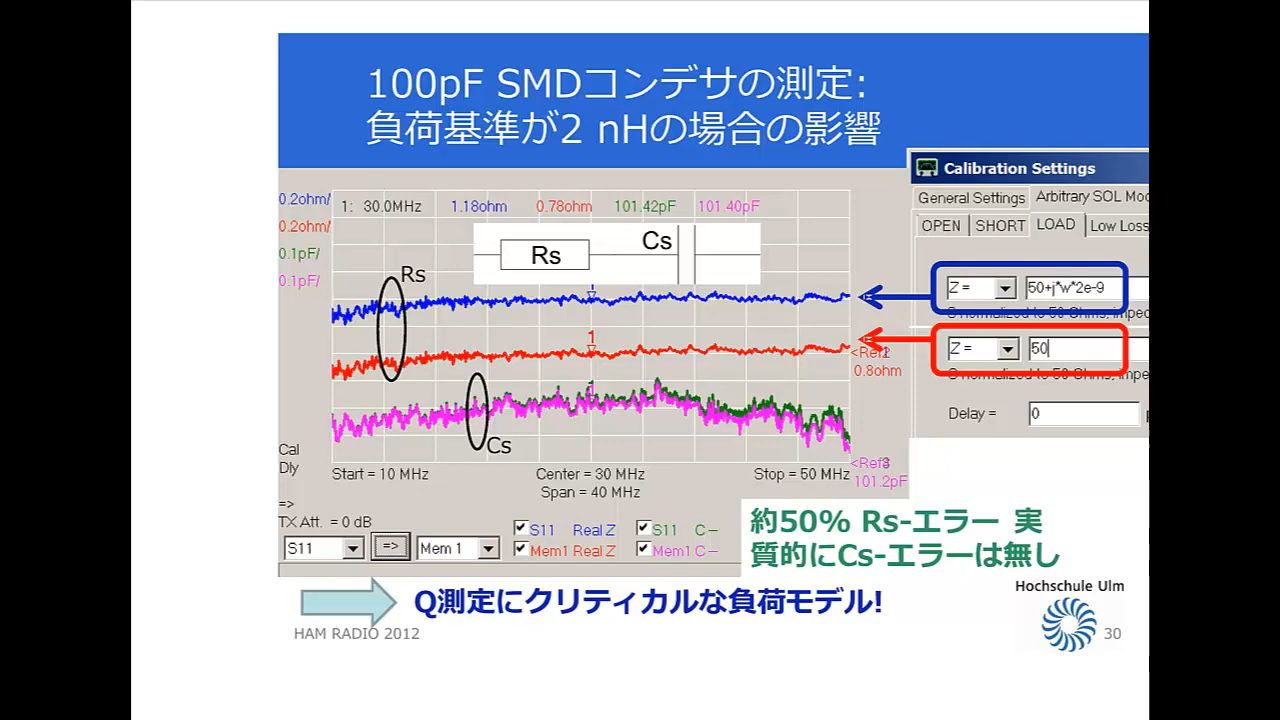 100pF SMDコンデサの測定:
負荷基準が2 nHの場合の影響
Calibration Settings
General Settings
Arbitrary SOL Mod
OPEN
SHORT
LOAD
Low Loss
Z =
50+j*w*2e-9
Z =
50
Delay =
0
0.2ohm/
0.2ohm/
0.1pF/
0.1pF/
1: 30.0MHz
1.18ohm
0.78ohm
101.42pF
101.40pF
Rs
Cs
Rs
1
Cs
0.8ohm
101.2pF
Cal
Dly
Start = 10 MHz
Center = 30 MHz
Stop = 50 MHz
Span = 40 MHz
=>
TX Att. = 0 dB
S11
=>
Mem 1
S11 Real Z
Mem1 Real Z
S11 C –
Mem1 C –
約50% Rs-エラー 実
質的にCs-エラーは無し
Q測定にクリティカルな負荷モデル!
Hochschule Ulm
HAM RADIO 2012
30